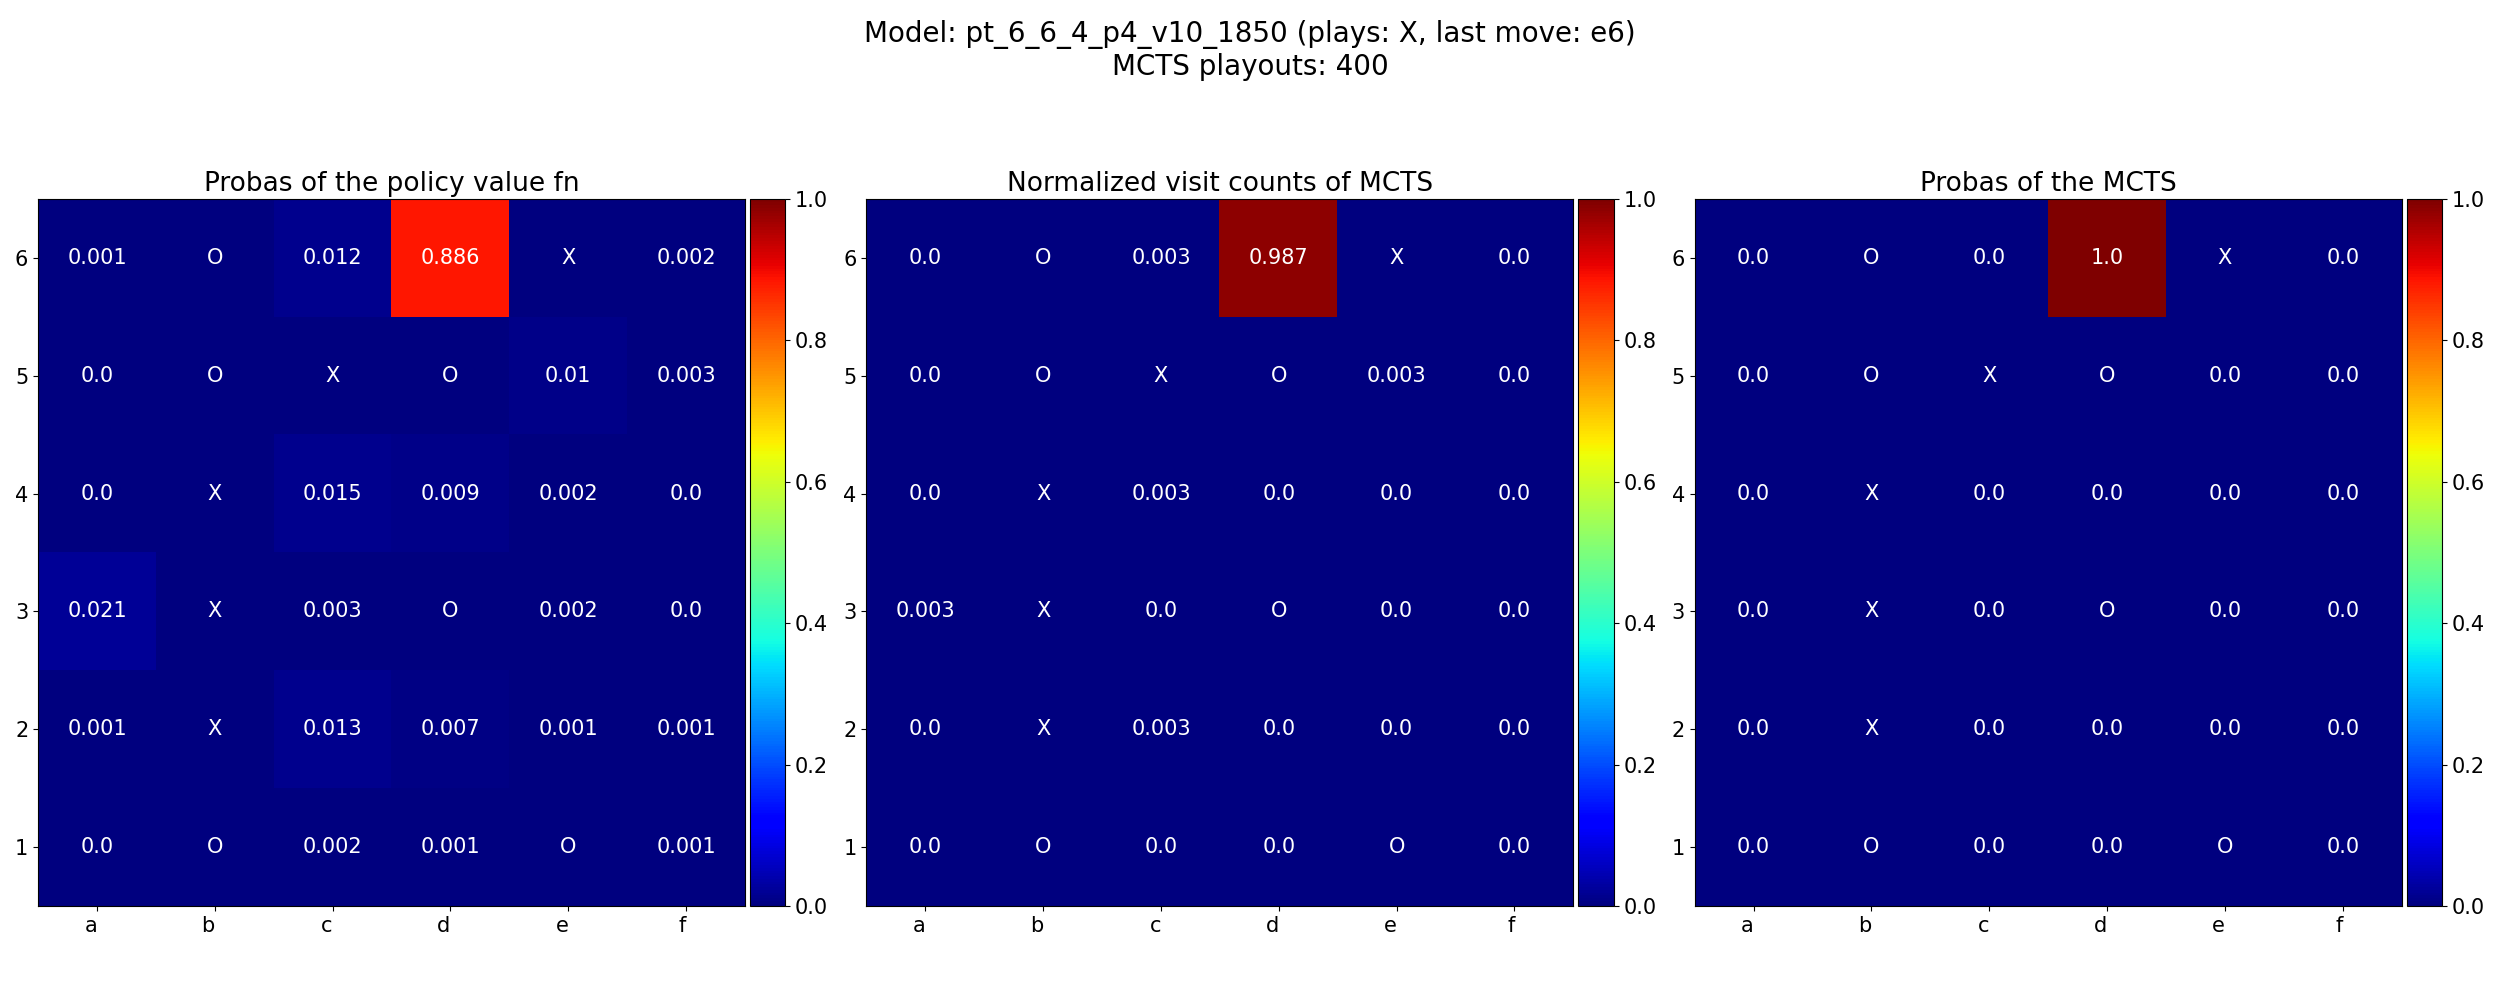 Model: pt_6_6_4_p4_v10_1850 (plays: X, last move: e6)
MCTS playouts: 400
Probas of the policy value fn
6 0.001 O 0.012 0.886 X 0.002
5 0.0 O X O 0.01 0.003
4 0.0 X 0.015 0.009 0.002 0.0
3 0.021 X 0.003 O 0.002 0.0
2 0.001 X 0.013 0.007 0.001 0.001
1 0.0 O 0.002 0.001 O 0.001
a b c d e f
1.0
0.8
0.6
0.4
0.2
0.0
Normalized visit counts of MCTS
6 0.0 O 0.003 0.987 X 0.0
5 0.0 O X O 0.003 0.0
4 0.0 X 0.003 0.0 0.0 0.0
3 0.003 X 0.0 O 0.0 0.0
2 0.0 X 0.003 0.0 0.0 0.0
1 0.0 O 0.0 0.0 O 0.0
a b c d e f
1.0
0.8
0.6
0.4
0.2
0.0
Probas of the MCTS
6 0.0 O 0.0 1.0 X 0.0
5 0.0 O X O 0.0 0.0
4 0.0 X 0.0 0.0 0.0 0.0
3 0.0 X 0.0 O 0.0 0.0
2 0.0 X 0.0 0.0 0.0 0.0
1 0.0 O 0.0 0.0 O 0.0
a b c d e f
1.0
0.8
0.6
0.4
0.2
0.0